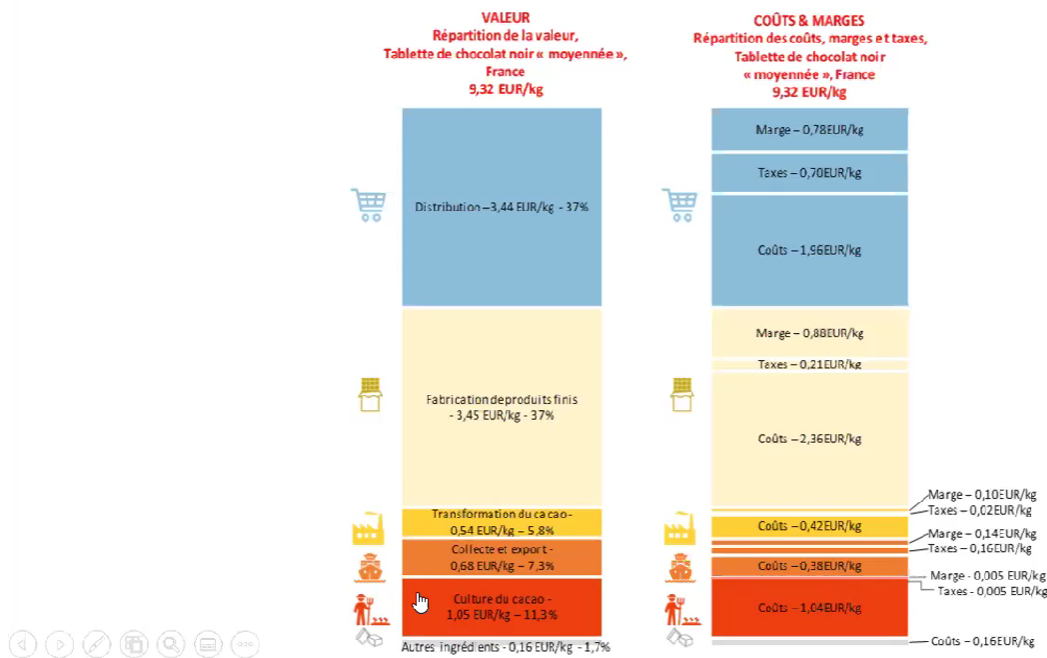 VALEUR
Répartition de la valeur,
Tablette de chocolat noir « moyennée »,
France
9,32 EUR/kg
Distribution –3,44 EUR/kg - 37%
Fabrication de produits finis
- 3,45 EUR/kg - 37%
Transformation du cacao-
0,54 EUR/kg – 5,8%
Collecte et export -
0,68 EUR/kg – 7,3%
Culture du cacao -
1,05 EUR/kg – 11,3%
Autres ingrédients - 0,16 EUR/kg - 1,7%
COÛTS & MARGES
Répartition des coûts, marges et taxes,
Tablette de chocolat noir
« moyennée », France
9,32 EUR/kg
Marge – 0,78EUR/kg
Taxes – 0,70EUR/kg
Coûts –1,96EUR/kg
Marge – 0,88EUR/kg
Taxes – 0,21EUR/kg
Coûts –2,36EUR/kg
Marge – 0,10EUR/kg
Taxes – 0,02EUR/kg
Coûts –0,42EUR/kg
Marge – 0,14EUR/kg
Taxes – 0,16EUR/kg
Coûts –0,38EUR/kg
Marge - 0,005 EUR/kg
Taxes - 0,005 EUR/kg
Coûts –1,04EUR/kg
Coûts –0,16EUR/kg